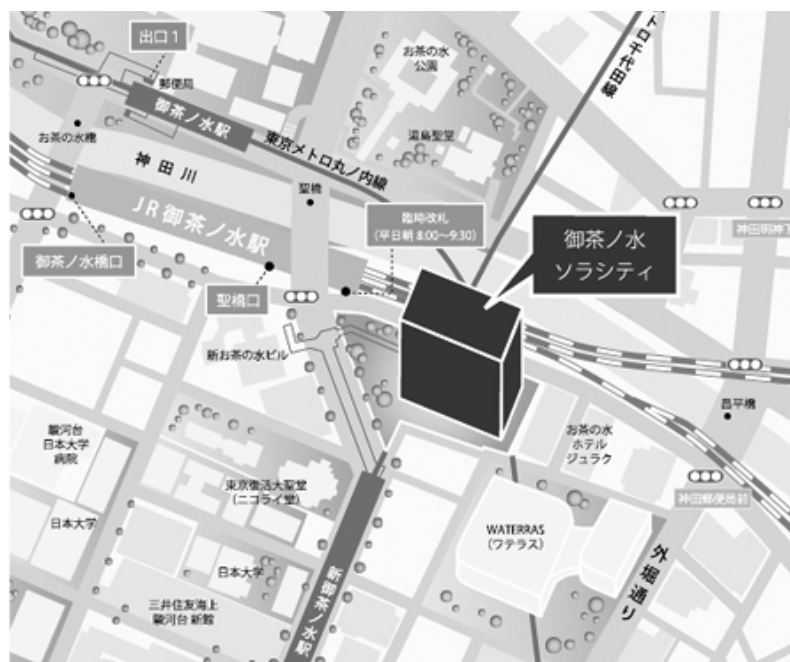 出口1
郵便局
御茶ノ水駅
お茶の水橋
神田川
東京メトロ丸ノ内線
お茶の水
公園
湯島聖堂
メトロ千代田線
聖橋
JR御茶ノ水駅
臨時改札
(平日朝 8:00〜9:30)
御茶ノ水
ソラシティ
神田明神下
御茶ノ水橋口
聖橋口
新お茶の水ビル
昌平橋
駿河台
日本大学
病院
お茶の水
ホテル
ジュラク
東京復活大聖堂
(ニコライ堂)
神田郵便局前
日本大学
WATERRAS
(ワテラス)
日本大学
新御茶ノ水駅
外堀通り
三井住友海上
駿河台 新館